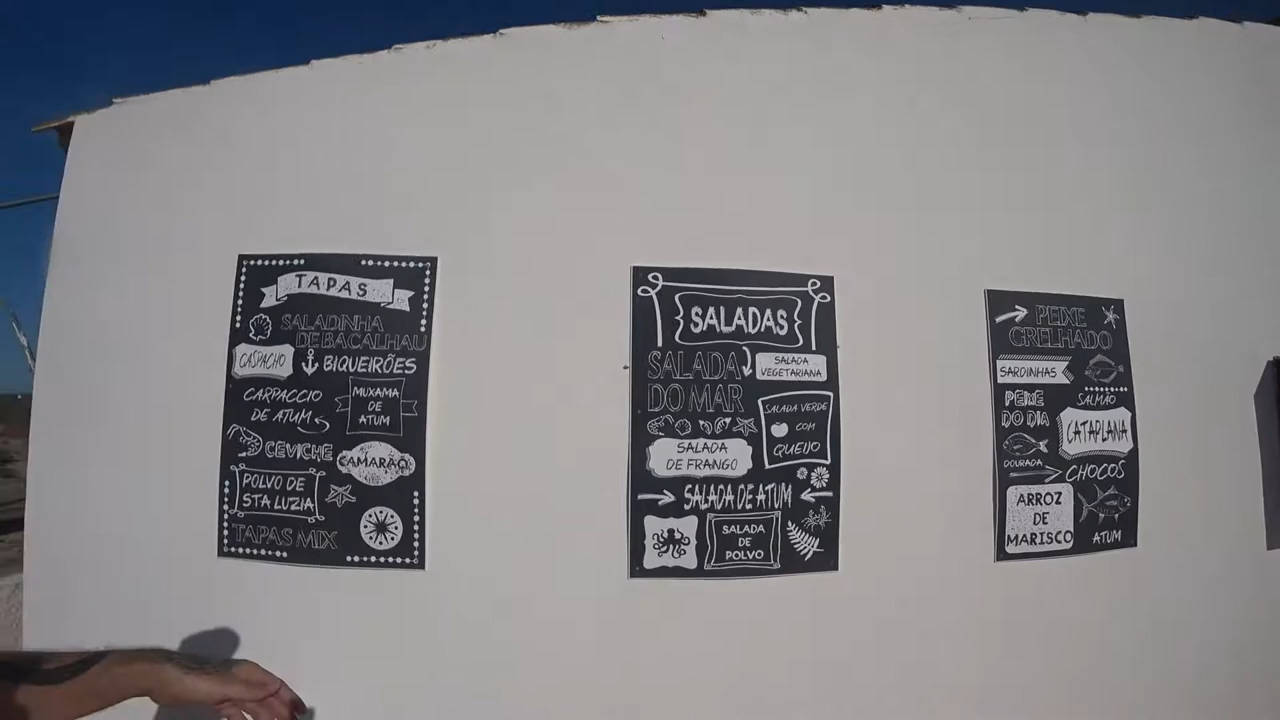 TAPAS
SALADINHA
DE BACALHAU
GASPACHO
BIQUEIRÕES
CARPACCIO
DE ATUM
MUXAMA
DE
ATUM
CEVICHE
CAMARÃO
POLVO DE
STA LUZIA
TAPAS MIX
SALADAS
SALADA
DO MAR
SALADA
VEGETARIANA
SALADA VERDE
COM
QUEIJO
SALADA
DE FRANGO
SALADA DE ATUM
SALADA
DE
POLVO
PEIXE
GRELHADO
SARDINHAS
PEIXE
DO DIA
SALMÃO
CATAPLANA
DOURADA
CHOCOS
ARROZ
DE
MARISCO
ATUM